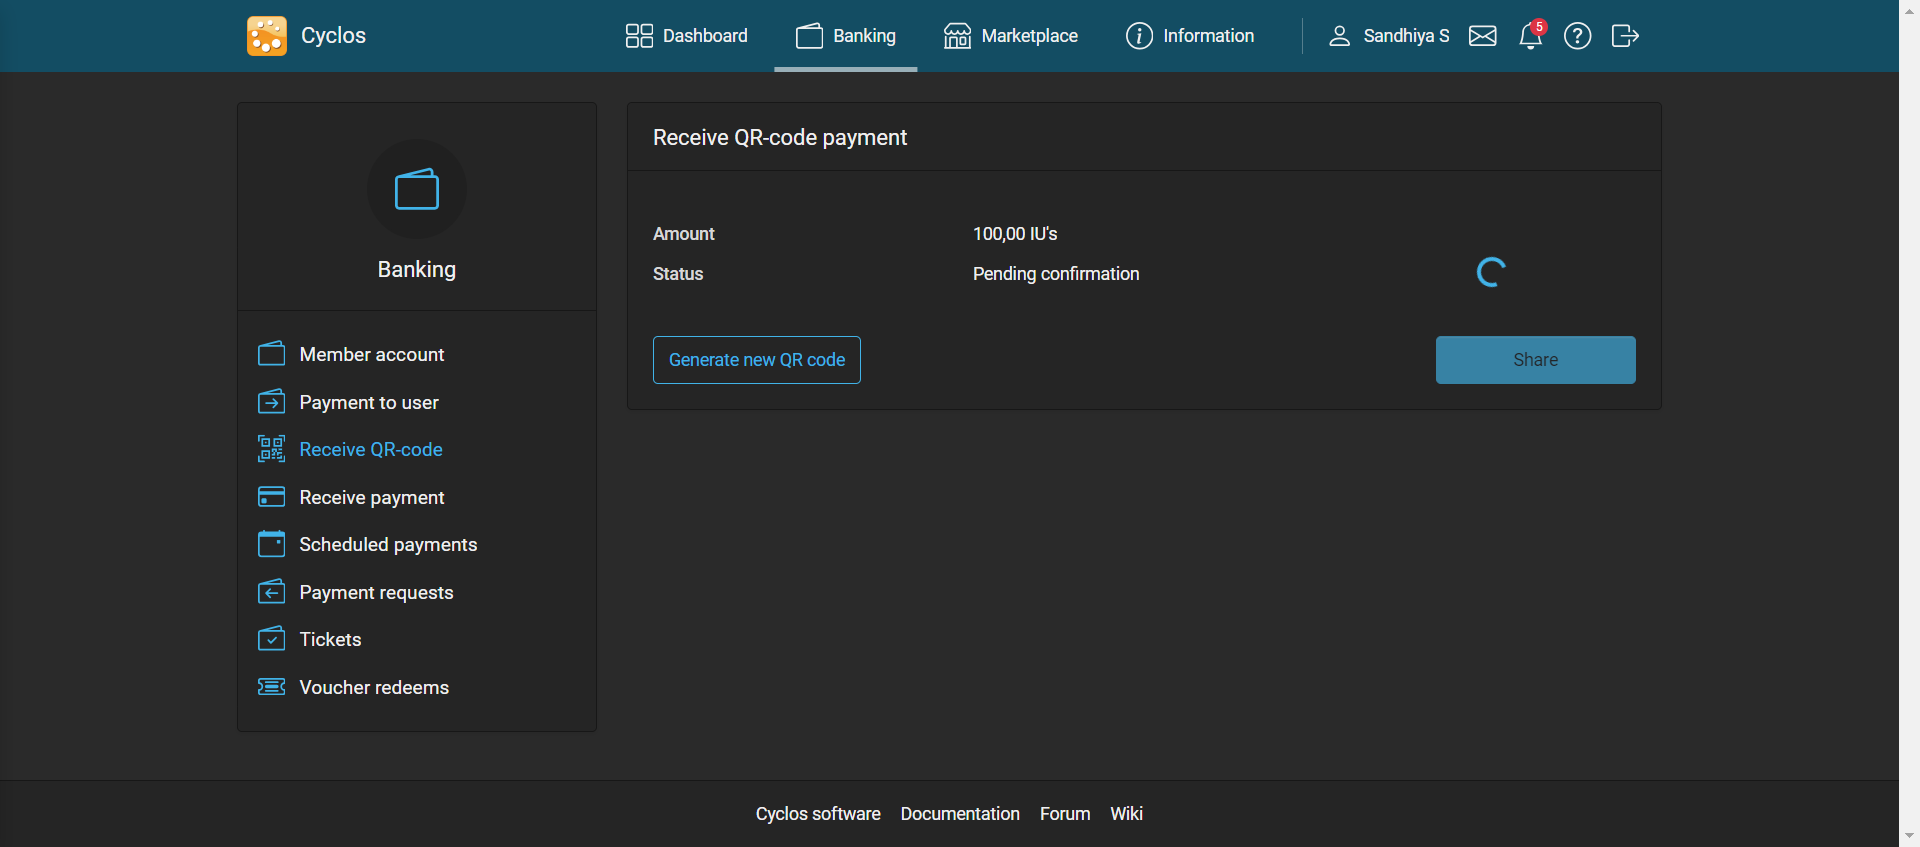 Cyclos
Dashboard
Banking
Marketplace
Information
Sandhiya S
5
Banking
Member account
Payment to user
Receive QR-code
Receive payment
Scheduled payments
Payment requests
Tickets
Voucher redeems
Receive QR-code payment
Amount 100,00 IU's
Status Pending confirmation
Generate new QR code
Share
Cyclos software Documentation Forum Wiki